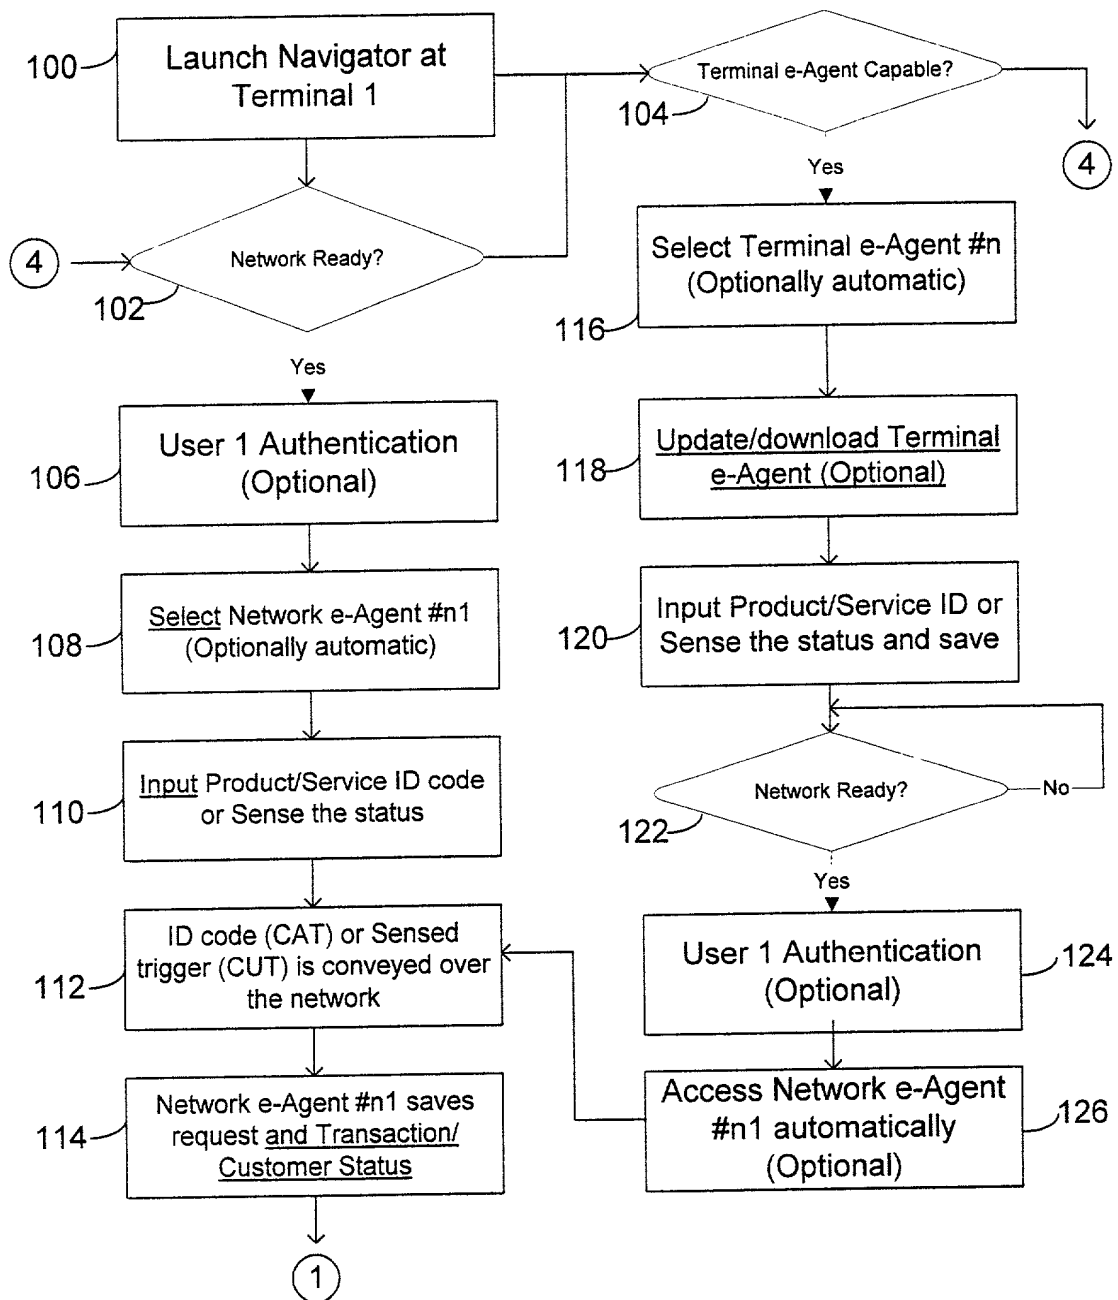 100
Launch Navigator at
Terminal 1
Terminal e-Agent Capable?
104
4
Yes
4
Network Ready?
102
Yes
Select Terminal e-Agent #n
(Optionally automatic)
116
User 1 Authentication
(Optional)
106
Update/download Terminal
e-Agent (Optional)
118
Select Network e-Agent #n1
(Optionally automatic)
108
Input Product/Service ID or
Sense the status and save
120
Input Product/Service ID code
or Sense the status
110
Network Ready?
No
122
Yes
ID code (CAT) or Sensed
trigger (CUT) is conveyed over
the network
112
User 1 Authentication
(Optional)
124
Network e-Agent #n1 saves
request and Transaction/
Customer Status
114
Access Network e-Agent
#n1 automatically
(Optional)
126
1